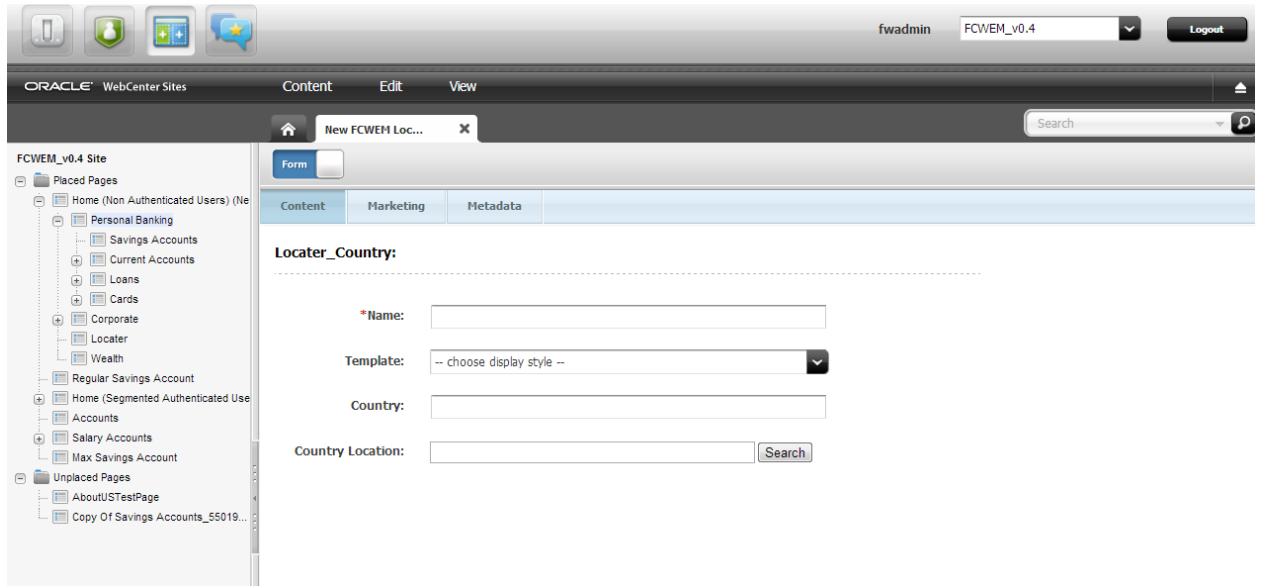 fwadmin
FCWEM_v0.4
Logout
ORACLE WebCenter Sites
Content
Edit
View
New FCWEM Loc...
Search
FCWEM_v0.4 Site
Placed Pages
Home (Non Authenticated Users) (Ne
Personal Banking
Savings Accounts
Current Accounts
Loans
Cards
Corporate
Locater
Wealth
Regular Savings Account
Home (Segmented Authenticated Use
Accounts
Salary Accounts
Max Savings Account
Unplaced Pages
AboutUSTestPage
Copy Of Savings Accounts_55019...
Form
Content
Marketing
Metadata
Locater_Country:
*Name:
Template:
-- choose display style --
Country:
Country Location:
Search